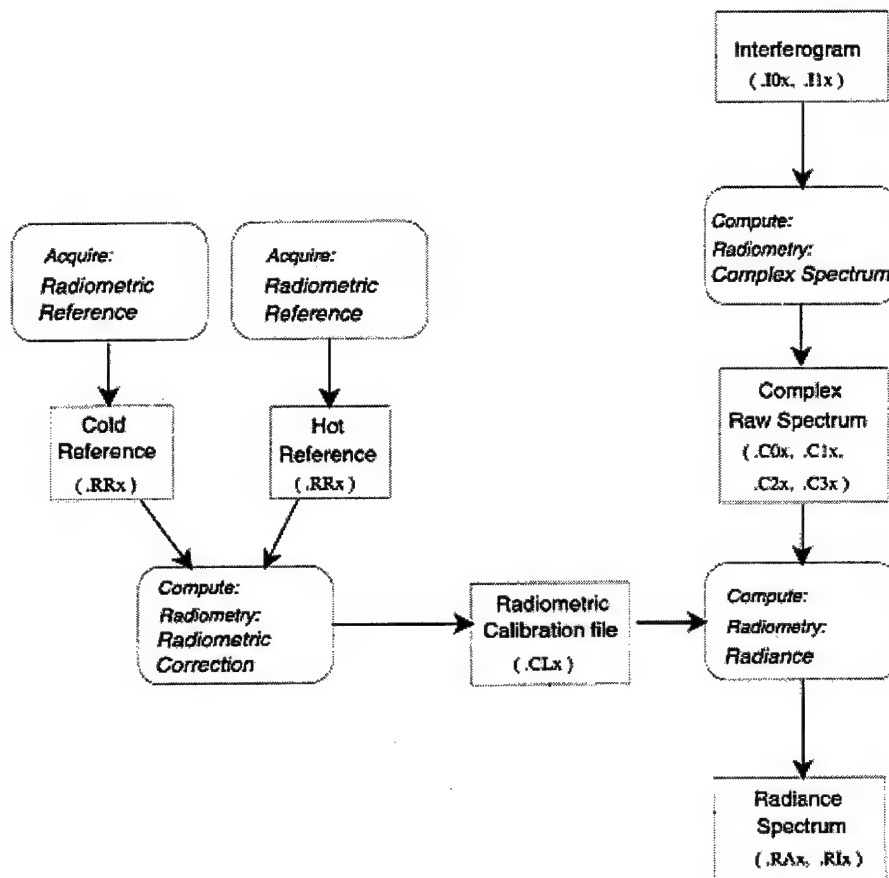 Interferogram
( .I0x, .I1x )
Compute:
Radiometry:
Complex Spectrum
Acquire:
Radiometric
Reference
Acquire:
Radiometric
Reference
Cold
Reference
( .RRx )
Hot
Reference
( .RRx )
Complex
Raw Spectrum
( .C0x, .C1x,
.C2x, .C3x )
Compute:
Radiometry:
Radiometric
Correction
Radiometric
Calibration file
( .CLx )
Compute:
Radiometry:
Radiance
Radiance
Spectrum
( .RAx, .RIx )